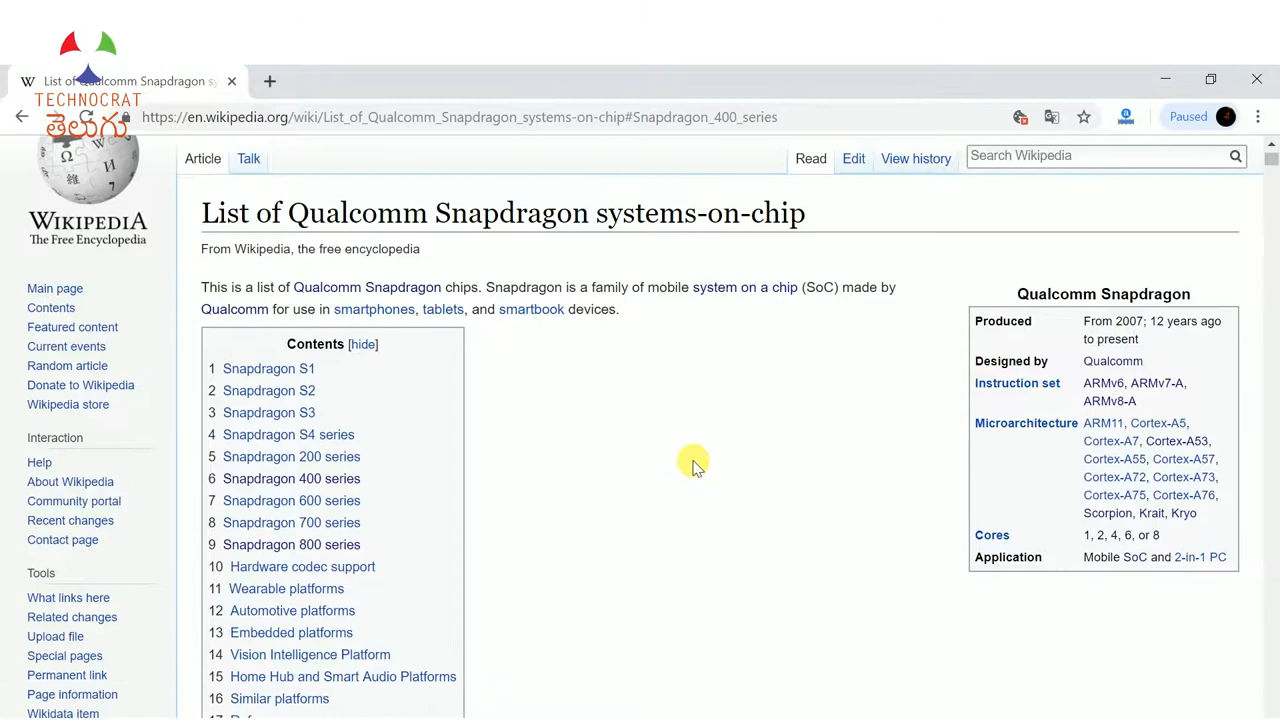 List of Qualcomm Snapdragon sy
TECHNOCRAT
తెలుగు
https://en.wikipedia.org/wiki/List_of_Qualcomm_Snapdragon_systems-on-chip#Snapdragon_400_series
Paused
WIKIPEDIA
The Free Encyclopedia
Article Talk Read Edit View history Search Wikipedia
List of Qualcomm Snapdragon systems-on-chip
From Wikipedia, the free encyclopedia
This is a list of Qualcomm Snapdragon chips. Snapdragon is a family of mobile system on a chip (SoC) made by
Qualcomm for use in smartphones, tablets, and smartbook devices.
Contents [hide]
1 Snapdragon S1
2 Snapdragon S2
3 Snapdragon S3
4 Snapdragon S4 series
5 Snapdragon 200 series
6 Snapdragon 400 series
7 Snapdragon 600 series
8 Snapdragon 700 series
9 Snapdragon 800 series
10 Hardware codec support
11 Wearable platforms
12 Automotive platforms
13 Embedded platforms
14 Vision Intelligence Platform
15 Home Hub and Smart Audio Platforms
16 Similar platforms
Qualcomm Snapdragon
Produced From 2007; 12 years ago
to present
Designed by Qualcomm
Instruction set ARMv6, ARMv7-A,
ARMv8-A
Microarchitecture ARM11, Cortex-A5,
Cortex-A7, Cortex-A53,
Cortex-A55, Cortex-A57,
Cortex-A72, Cortex-A73,
Cortex-A75, Cortex-A76,
Scorpion, Krait, Kryo
Cores 1, 2, 4, 6, or 8
Application Mobile SoC and 2-in-1 PC
Main page
Contents
Featured content
Current events
Random article
Donate to Wikipedia
Wikipedia store
Interaction
Help
About Wikipedia
Community portal
Recent changes
Contact page
Tools
What links here
Related changes
Upload file
Special pages
Permanent link
Page information
Wikidata item